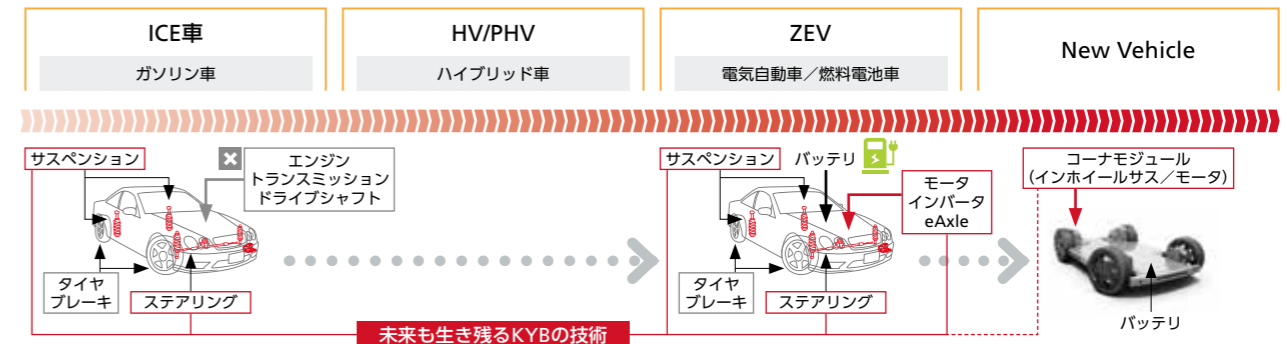 ICE車
ガソリン車
HV/PHV
ハイブリッド車
ZEV
電気自動車／燃料電池車
New Vehicle
サスペンション
エンジン
トランスミッション
ドライブシャフト
タイヤ
ブレーキ
ステアリング
サスペンション
バッテリ
モータ
インバータ
eAxle
タイヤ
ブレーキ
ステアリング
コーナモジュール
（インホイールサス／モータ）
バッテリ
未来も生き残るKYBの技術